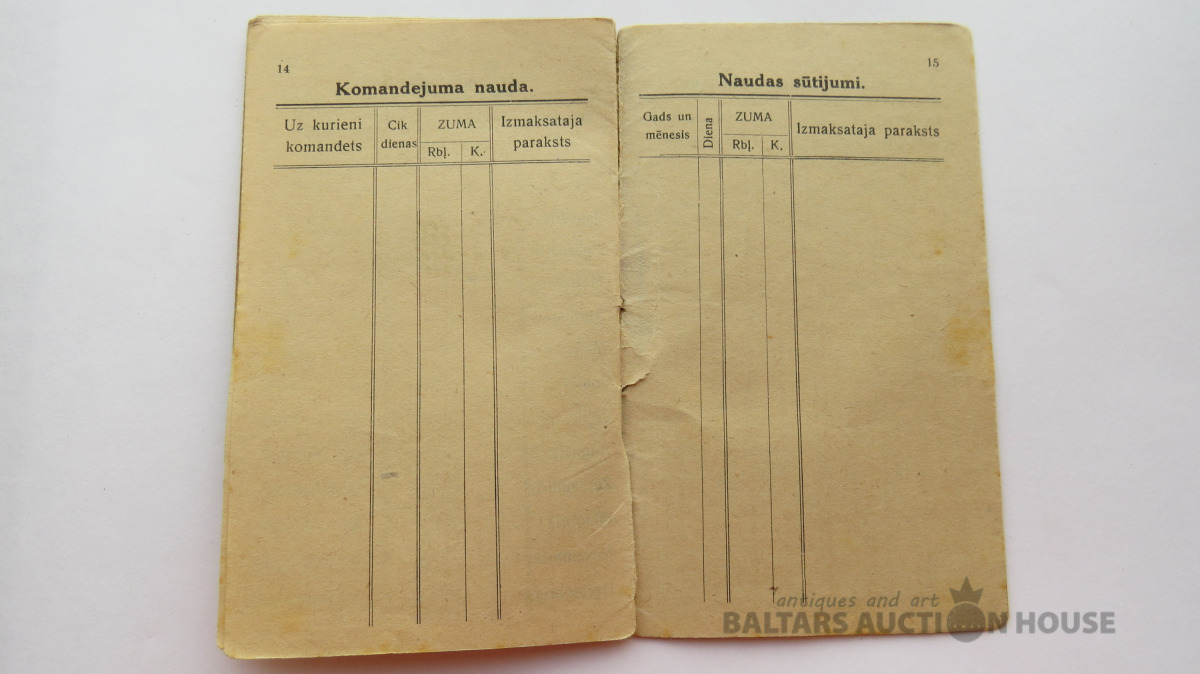 14
Komandejuma nauda.
Uz kurieni komandets
Cik dienas
ZUMA
Rbļ. K.
Izmaksataja paraksts
15
Naudas sūtijumi.
Gads un mēnesis
Diena
ZUMA
Rbļ. K.
Izmaksataja paraksts
antiques and art
BALTARS AUCTION HOUSE